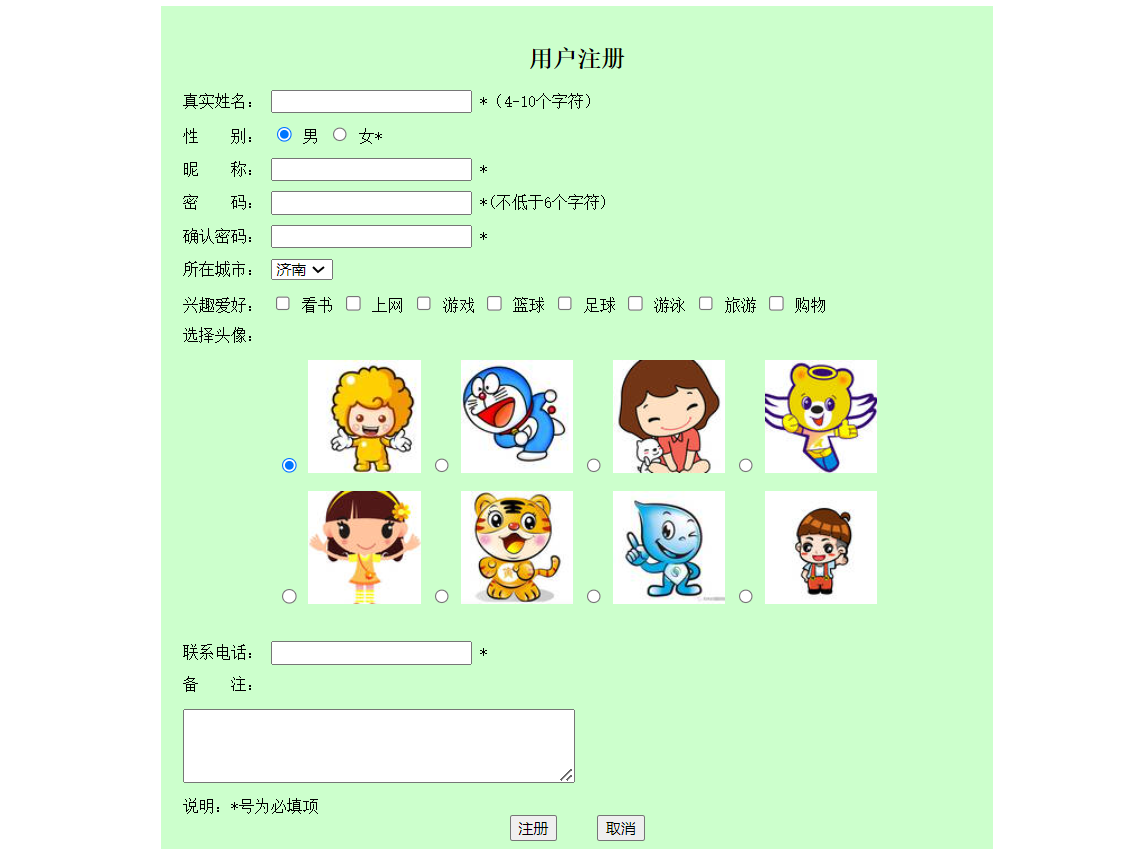 用户注册
真实姓名： *（4-10个字符）
性　　别： 男 女*
昵　　称： *
密　　码： *(不低于6个字符)
确认密码： *
所在城市： 济南
兴趣爱好： 看书 上网 游戏 篮球 足球 游泳 旅游 购物
选择头像：
联系电话： *
备　　注：
说明：*号为必填项
注册 取消